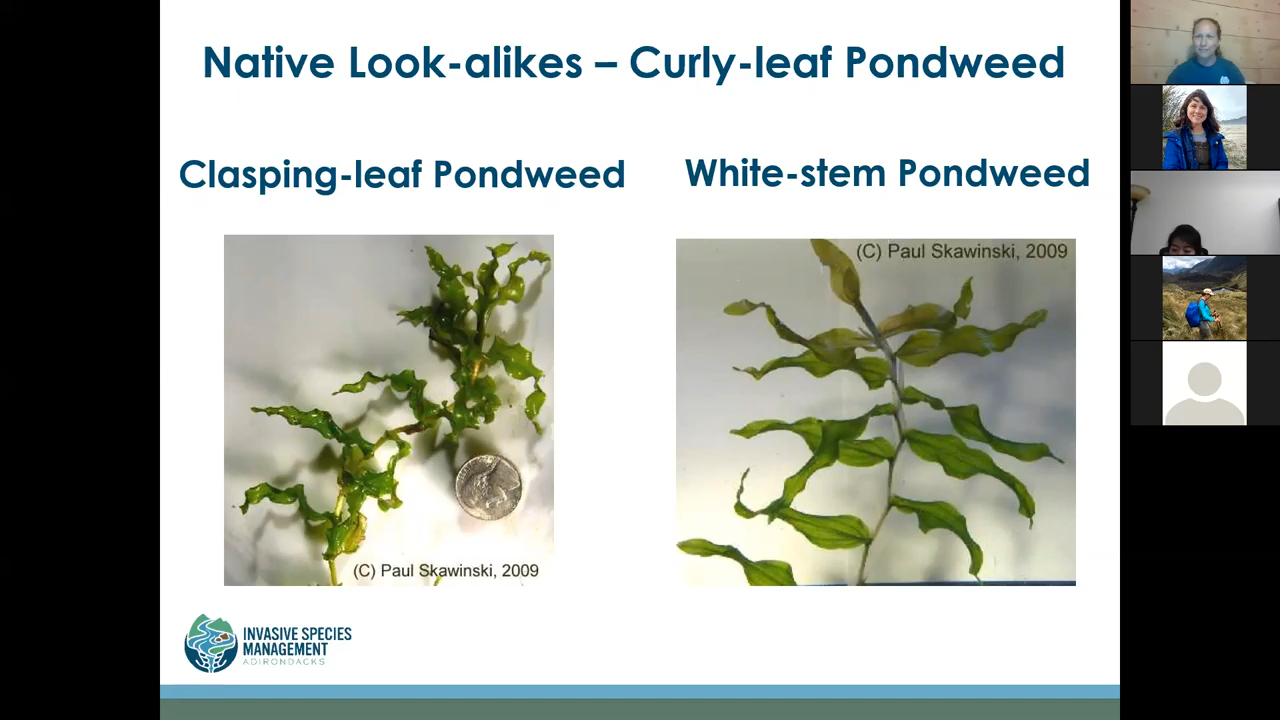 Native Look-alikes – Curly-leaf Pondweed
Clasping-leaf Pondweed
White-stem Pondweed
(C) Paul Skawinski, 2009
(C) Paul Skawinski, 2009
INVASIVE SPECIES
MANAGEMENT
ADIRONDACKS